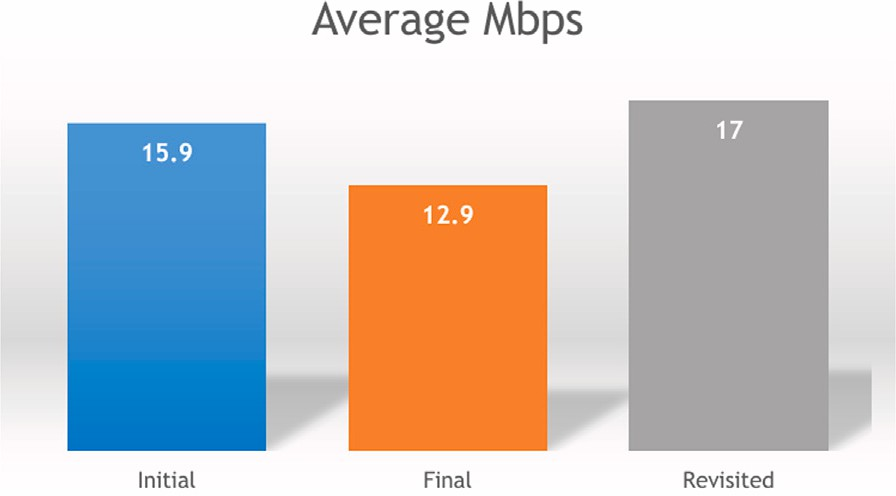 Average Mbps
15.9
12.9
17
Initial
Final
Revisited